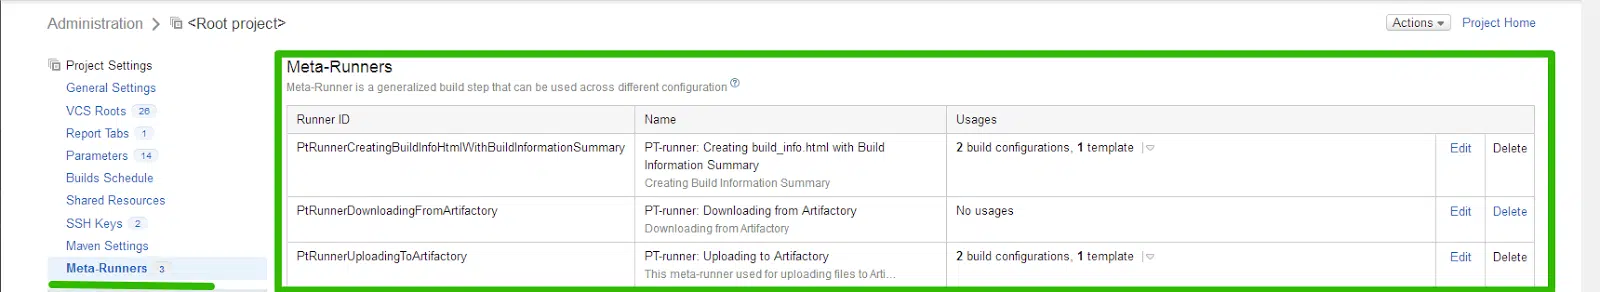 Administration > <Root project>
Actions
Project Home
Project Settings
General Settings
VCS Roots 26
Report Tabs 1
Parameters 14
Builds Schedule
Shared Resources
SSH Keys 2
Maven Settings
Meta-Runners 3
Meta-Runners
Meta-Runner is a generalized build step that can be used across different configuration ?
Runner ID Name Usages
PtRunnerCreatingBuildInfoHtmlWithBuildInformationSummary
PT-runner: Creating build_info.html with Build
Information Summary
Creating Build Information Summary
2 build configurations, 1 template
Edit Delete
PtRunnerDownloadingFromArtifactory
PT-runner: Downloading from Artifactory
Downloading from Artifactory
No usages
Edit Delete
PtRunnerUploadingToArtifactory
PT-runner: Uploading to Artifactory
This meta-runner used for uploading files to Arti...
2 build configurations, 1 template
Edit Delete